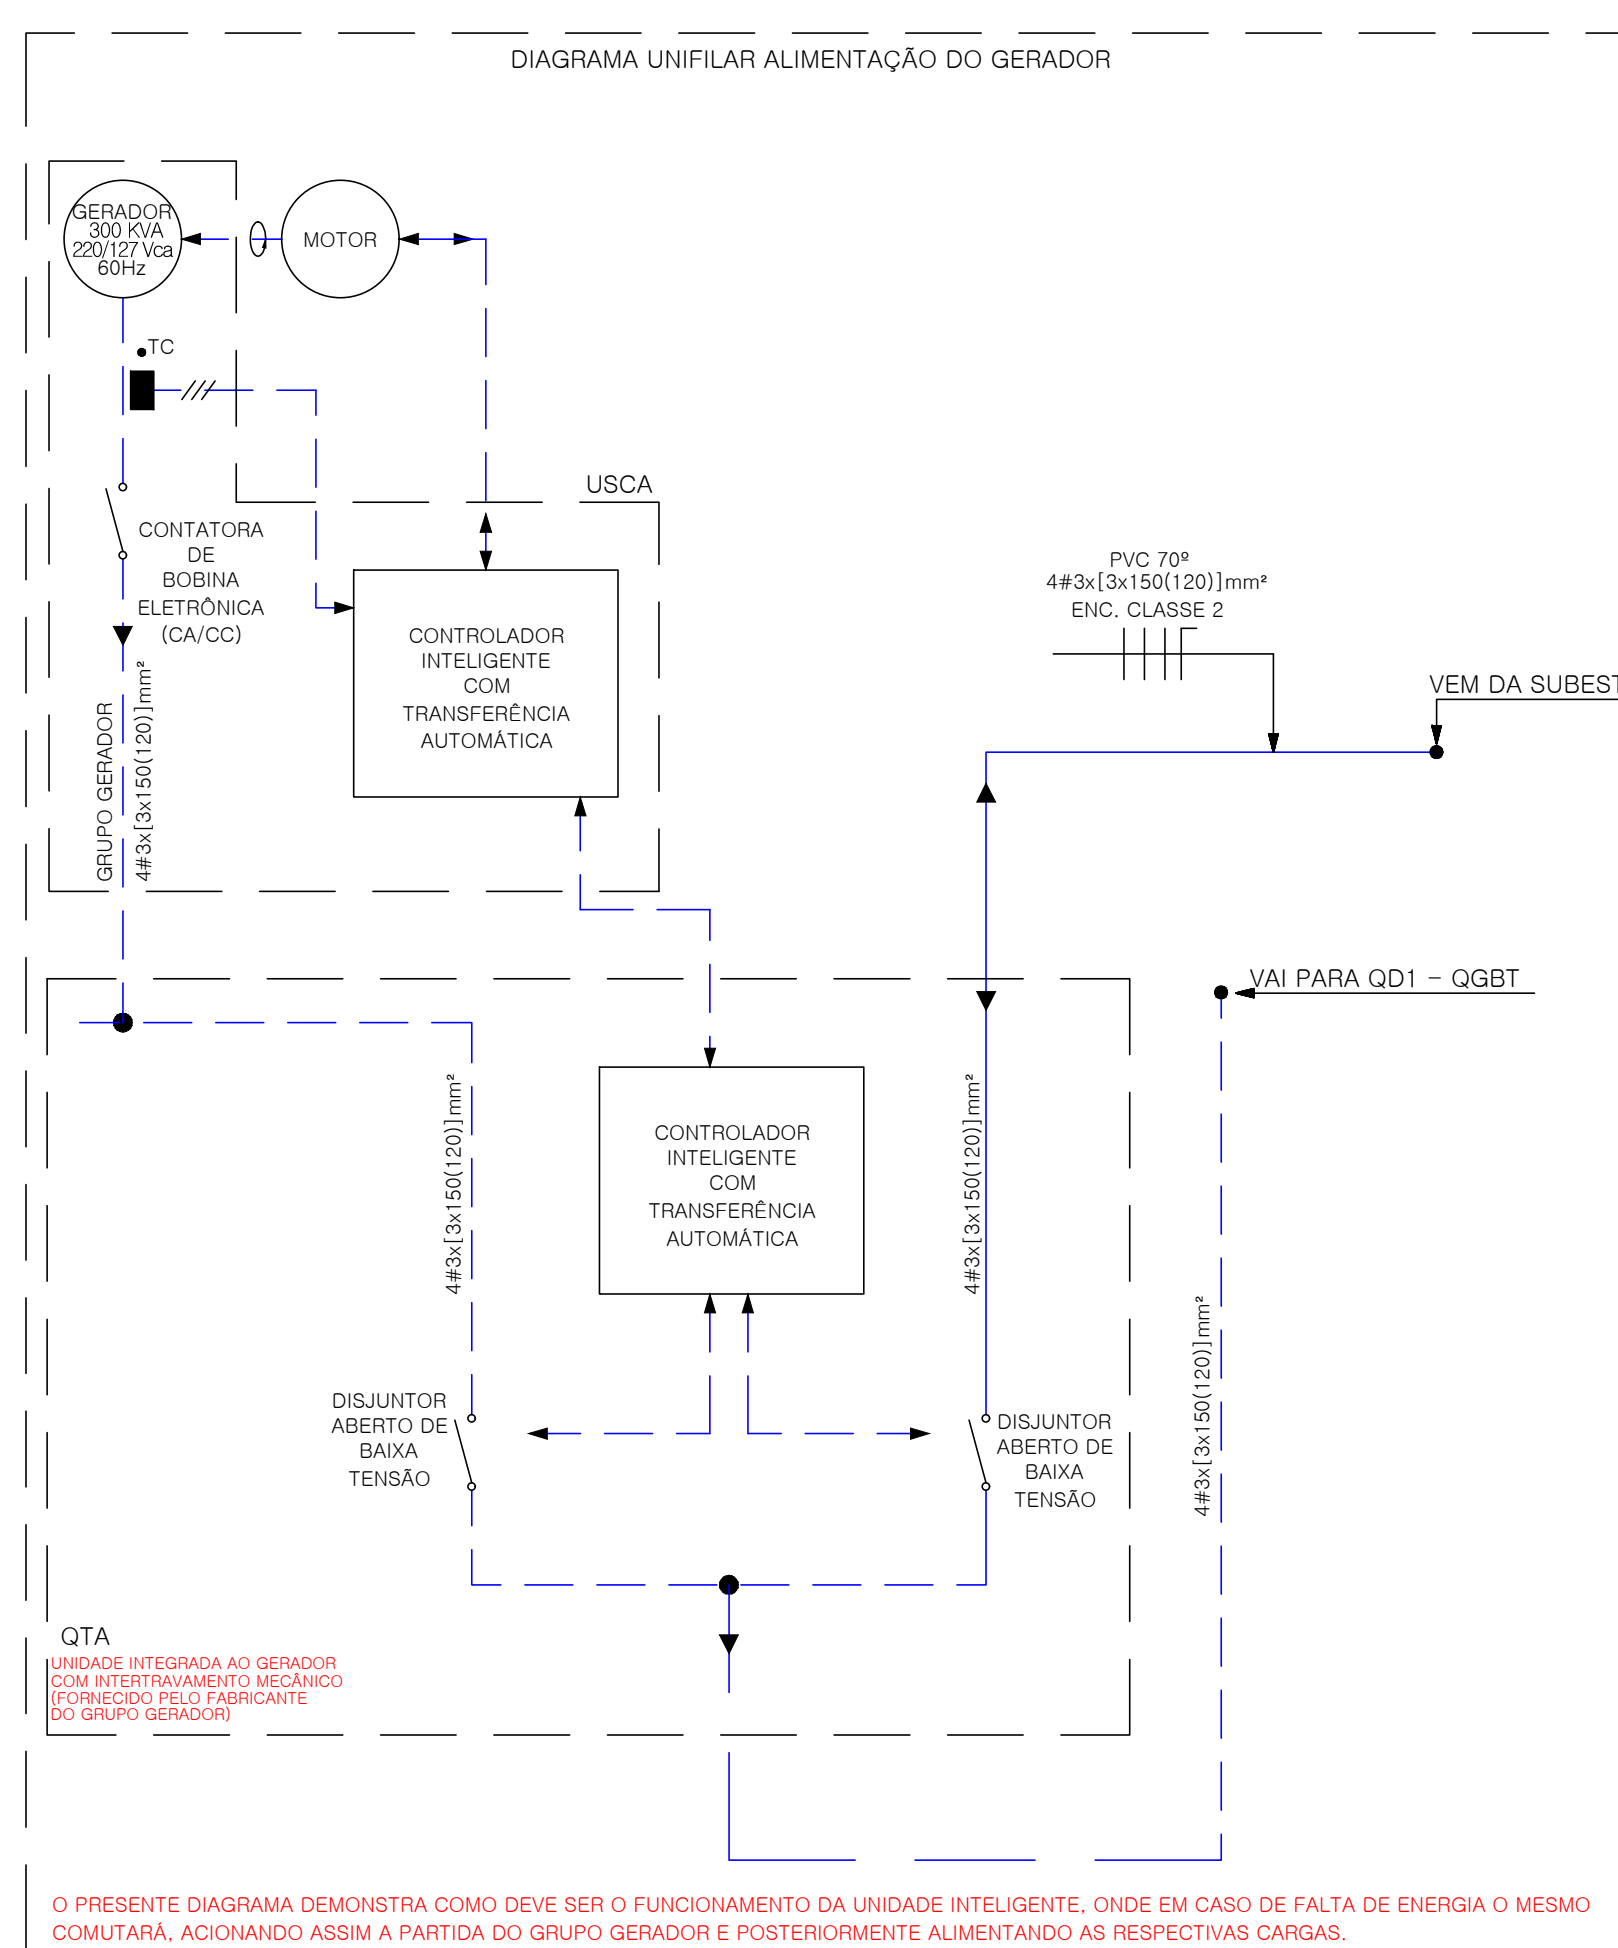 DIAGRAMA UNIFILAR ALIMENTAÇÃO DO GERADOR
GERADOR
300 KVA
220/127 Vca
60Hz
MOTOR
TC
USCA
CONTATORA
DE
BOBINA
ELETRÔNICA
(CA/CC)
GRUPO GERADOR
4#3x[3x150(120)]mm²
CONTROLADOR
INTELIGENTE
COM
TRANSFERÊNCIA
AUTOMÁTICA
PVC 70º
4#3x[3x150(120)]mm²
ENC. CLASSE 2
VEM DA SUBEST
VAI PARA QD1 - QGBT
4#3x[3x150(120)]mm²
CONTROLADOR
INTELIGENTE
COM
TRANSFERÊNCIA
AUTOMÁTICA
4#3x[3x150(120)]mm²
4#3x[3x150(120)]mm²
DISJUNTOR
ABERTO DE
BAIXA
TENSÃO
DISJUNTOR
ABERTO DE
BAIXA
TENSÃO
QTA
UNIDADE INTEGRADA AO GERADOR
COM INTERTRAVAMENTO MECÂNICO
(FORNECIDO PELO FABRICANTE
DO GRUPO GERADOR)
O PRESENTE DIAGRAMA DEMONSTRA COMO DEVE SER O FUNCIONAMENTO DA UNIDADE INTELIGENTE, ONDE EM CASO DE FALTA DE ENERGIA O MESMO
COMUTARÁ, ACIONANDO ASSIM A PARTIDA DO GRUPO GERADOR E POSTERIORMENTE ALIMENTANDO AS RESPECTIVAS CARGAS.